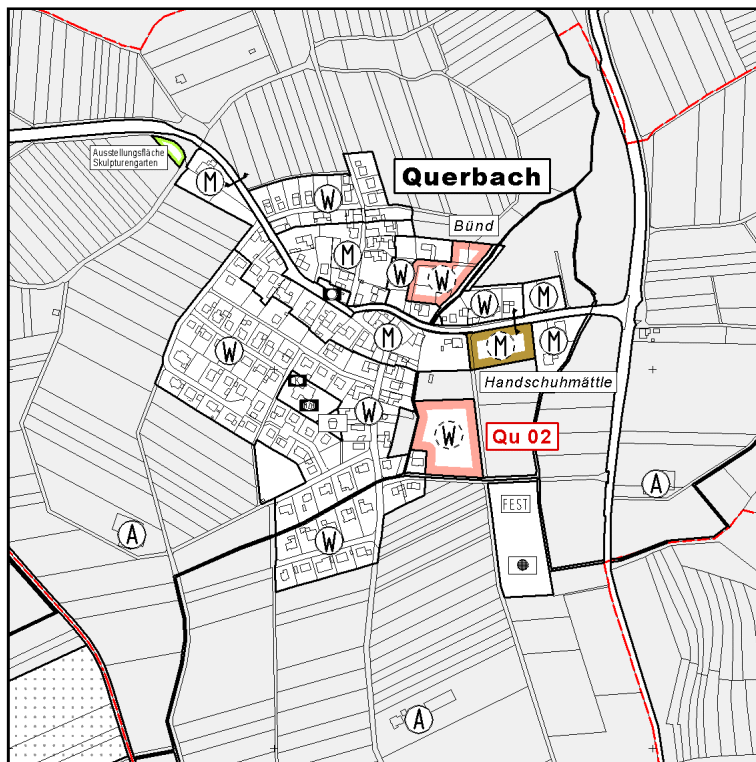 Ausstellungsfläche
Skulpturengarten
M
W
Querbach
Bünd
M
W
W
W
M
M
M
M
W
Handschuhmättle
W
W
Qu 02
A
FEST
A
W
A